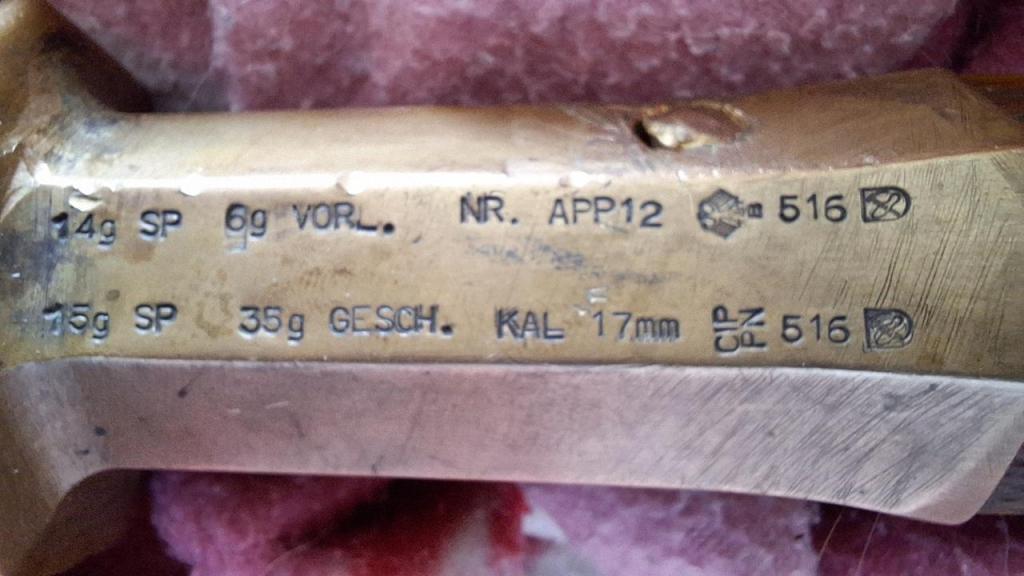 14g SP 6g VORL. NR. APP12 B 516
15g SP 35g GESCH. KAL 17mm CIP PN 516